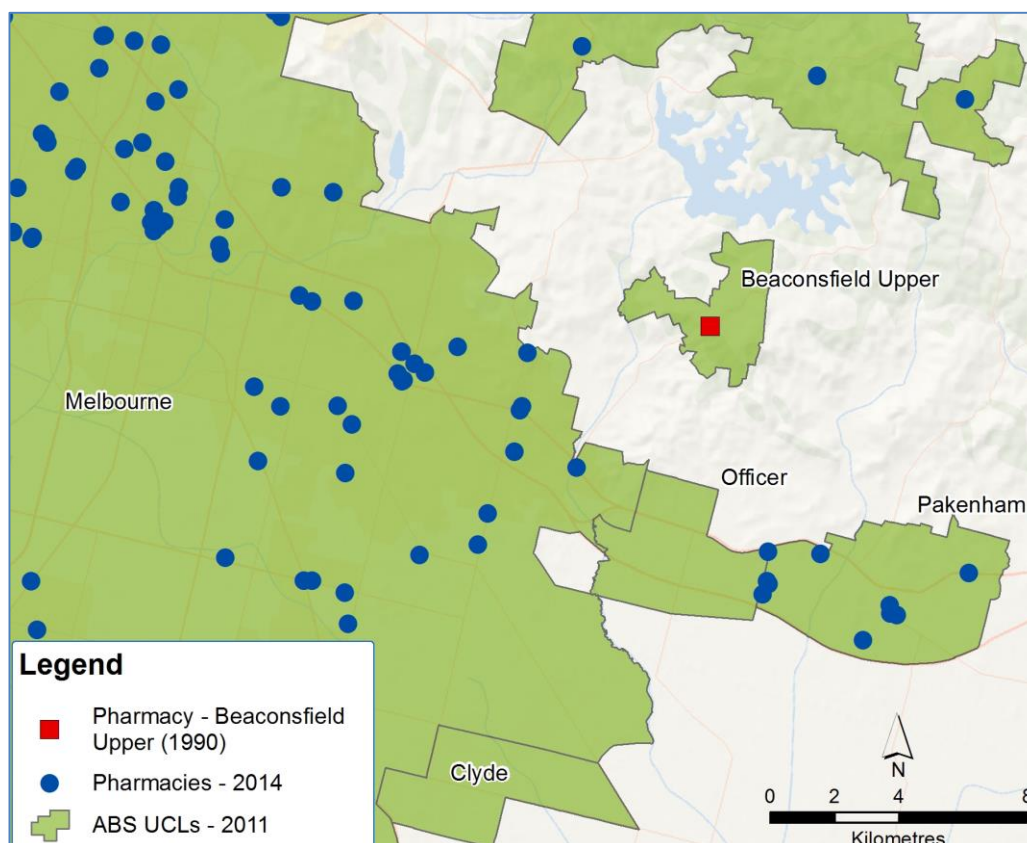 Beaconsfield Upper
Melbourne
Officer
Pakenham
Clyde
Legend
Pharmacy - Beaconsfield
Upper (1990)
Pharmacies - 2014
ABS UCLs - 2011
N
0 2 4 8
Kilometres